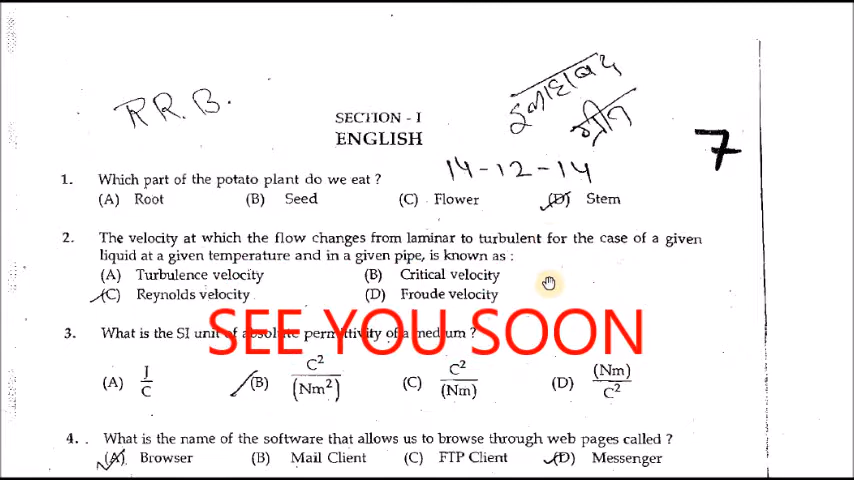 R.R.B.
इलाहाबाद
ग्रीन
SECTION - I
ENGLISH
14-12-14
7
1. Which part of the potato plant do we eat ?
(A) Root (B) Seed (C) Flower (D) Stem
2. The velocity at which the flow changes from laminar to turbulent for the case of a given
liquid at a given temperature and in a given pipe, is known as :
(A) Turbulence velocity (B) Critical velocity
(C) Reynolds velocity (D) Froude velocity
SEE YOU SOON
3. What is the SI unit of absolute permittivity of a medium ?
(A) J/C (B) C²/(Nm²) (C) C²/(Nm) (D) (Nm)/C²
4. . What is the name of the software that allows us to browse through web pages called ?
(A) Browser (B) Mail Client (C) FTP Client (D) Messenger